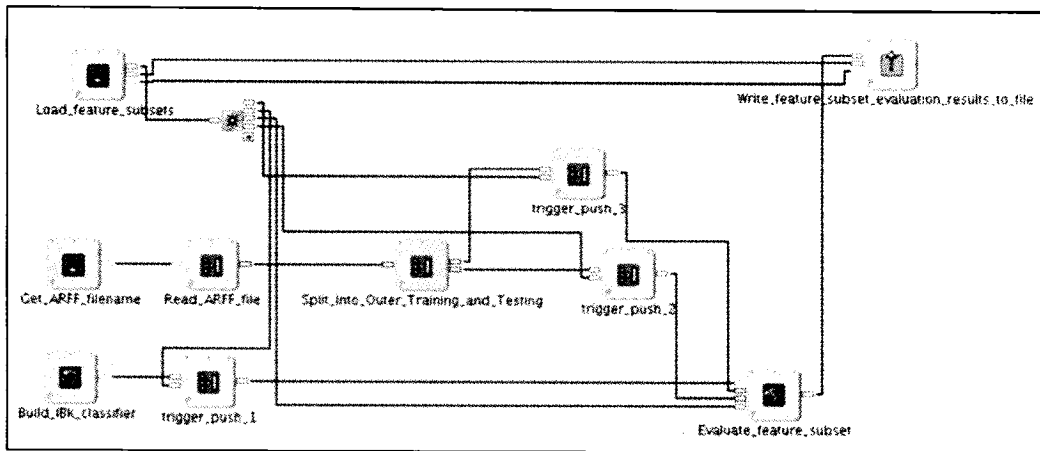 Load_feature_subsets
Write_feature_subset_evaluation_results_to_file
trigger_push_3
Get_ARFF_filename
Read_ARFF_file
Split_into_Outer_Training_and_Testing
trigger_push_2
Build_IBK_classifier
trigger_push_1
Evaluate_feature_subset